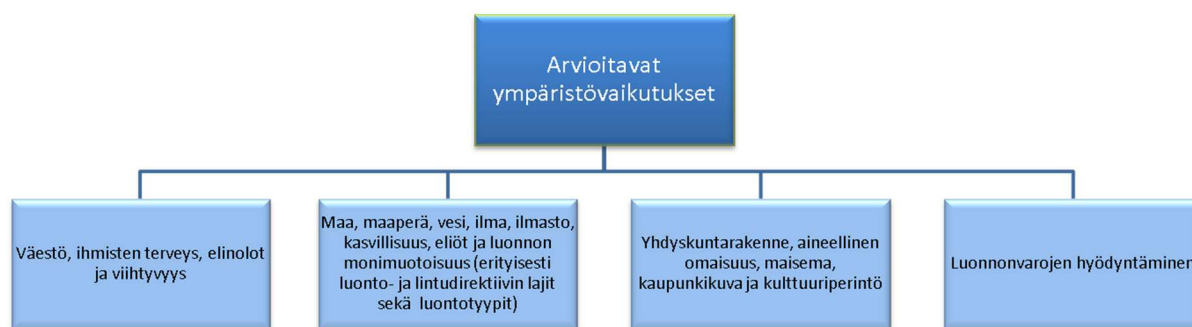 Arvioitavat
ympäristövaikutukset
Väestö, ihmisten terveys, elinolot
ja viihtyvyys
Maa, maaperä, vesi, ilma, ilmasto,
kasvillisuus, eliöt ja luonnon
monimuotoisuus (erityisesti
luonto- ja lintudirektiivin lajit
sekä luontotyypit)
Yhdyskuntarakenne, aineellinen
omaisuus, maisema,
kaupunkikuva ja kulttuuriperintö
Luonnonvarojen hyödyntäminen